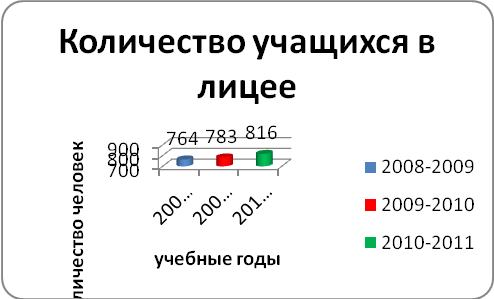 Количество учащихся в
лицее
764 783 816
900
800
700
личество человек
200...
200...
201...
учебные годы
2008-2009
2009-2010
2010-2011